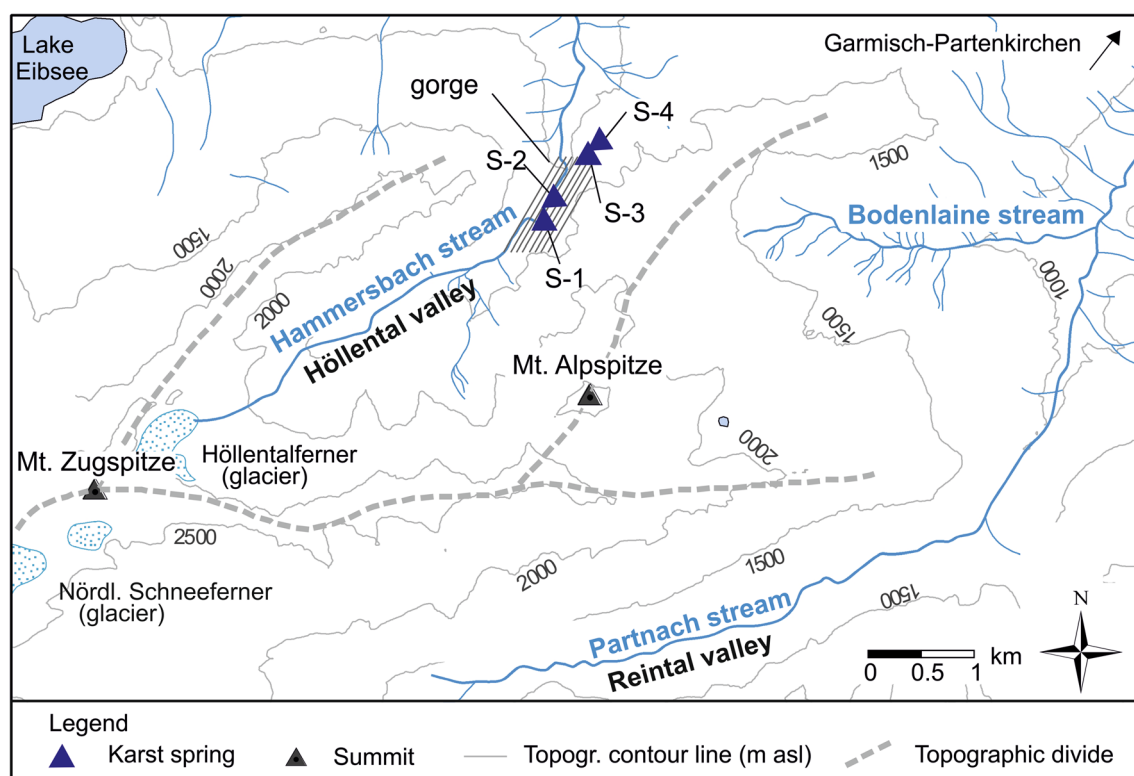 Lake
Eibsee
Garmisch-Partenkirchen
gorge
S-4
S-2
S-3
S-1
1500
Bodenlaine stream
1500
2000
2000
Hammersbach stream
Höllental valley
1000
1500
Mt. Alpspitze
2000
Mt. Zugspitze
Höllentalferner
(glacier)
2500
Nördl. Schneeferner
(glacier)
2000
1500
1500
Partnach stream
Reintal valley
N
0 0.5 1 km
Legend
Karst spring
Summit
Topogr. contour line (m asl)
Topographic divide